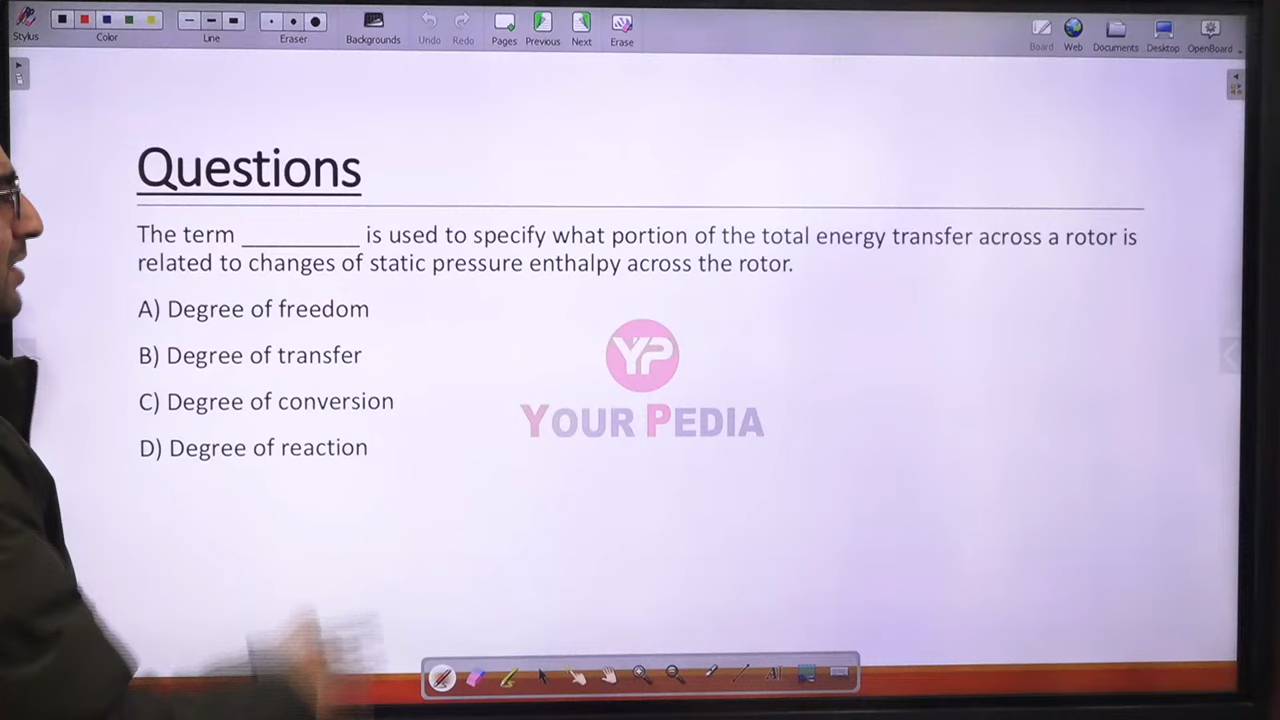 Stylus
Color
Line
Eraser
Backgrounds
Undo
Redo
Pages
Previous
Next
Erase
Board
Web
Documents
Desktop
OpenBoard
Questions
The term __________ is used to specify what portion of the total energy transfer across a rotor is
related to changes of static pressure enthalpy across the rotor.
A) Degree of freedom
B) Degree of transfer
C) Degree of conversion
D) Degree of reaction
YP
YOUR PEDIA
AI